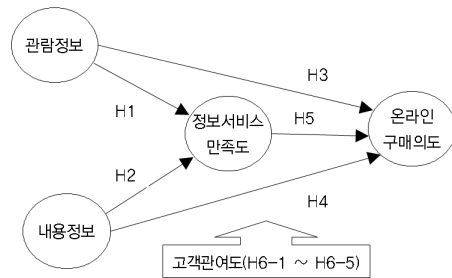 관람정보
H3
H1
정보서비스
만족도
H5
온라인
구매의도
H2
H4
내용정보
고객관여도(H6-1 ~ H6-5)